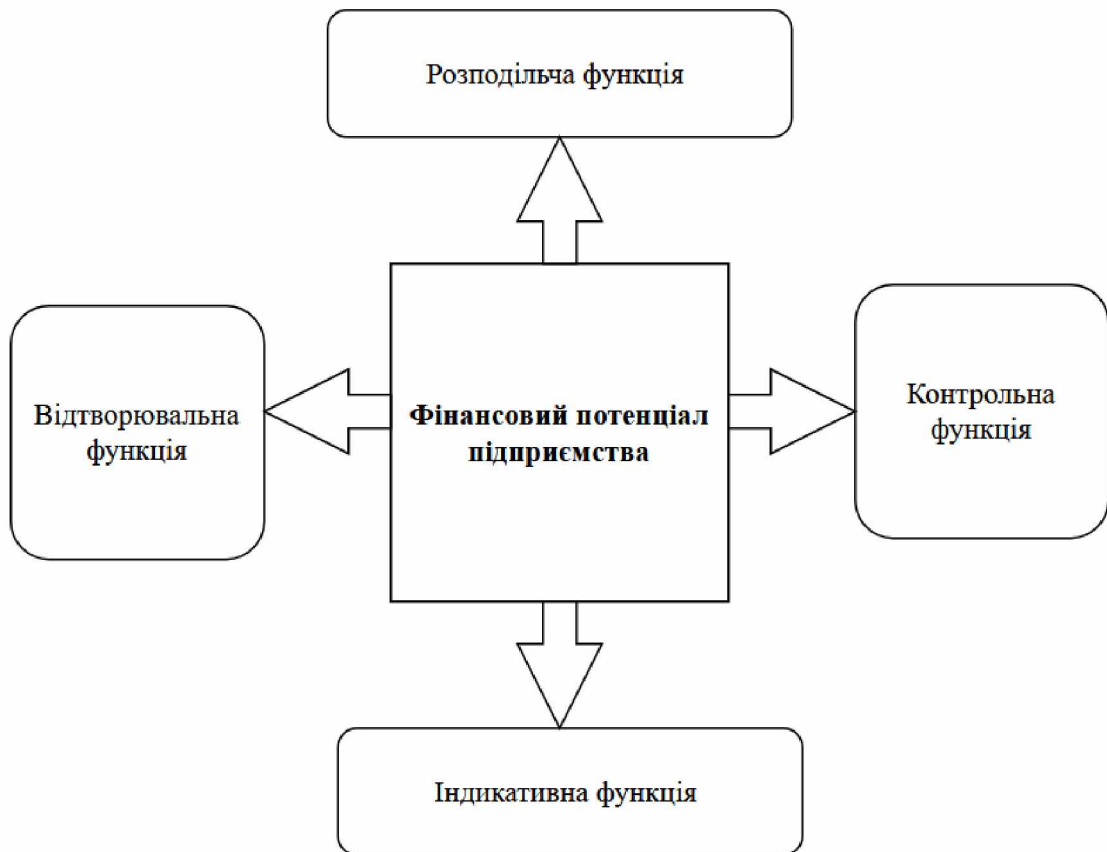 Розподільча функція
Відтворювальна
функція
Фінансовий потенціал
підприємства
Контрольна
функція
Індикативна функція